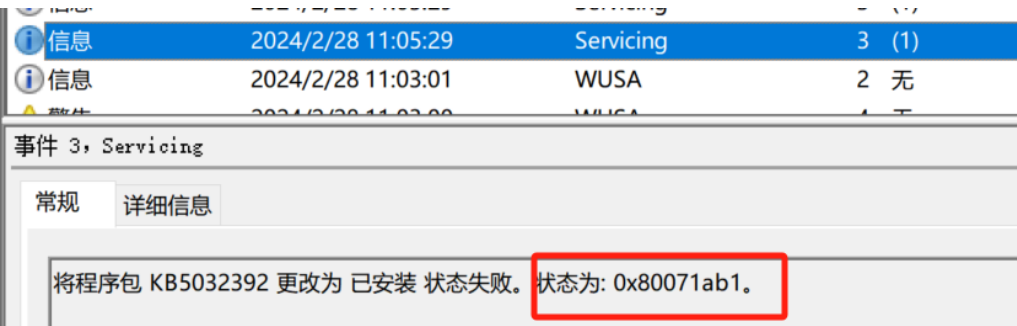 信息 2024/2/28 11:05:29 Servicing 3 (1)
信息 2024/2/28 11:03:01 WUSA 2 无
事件 3，Servicing
常规 详细信息
将程序包 KB5032392 更改为 已安装 状态失败。状态为: 0x80071ab1。